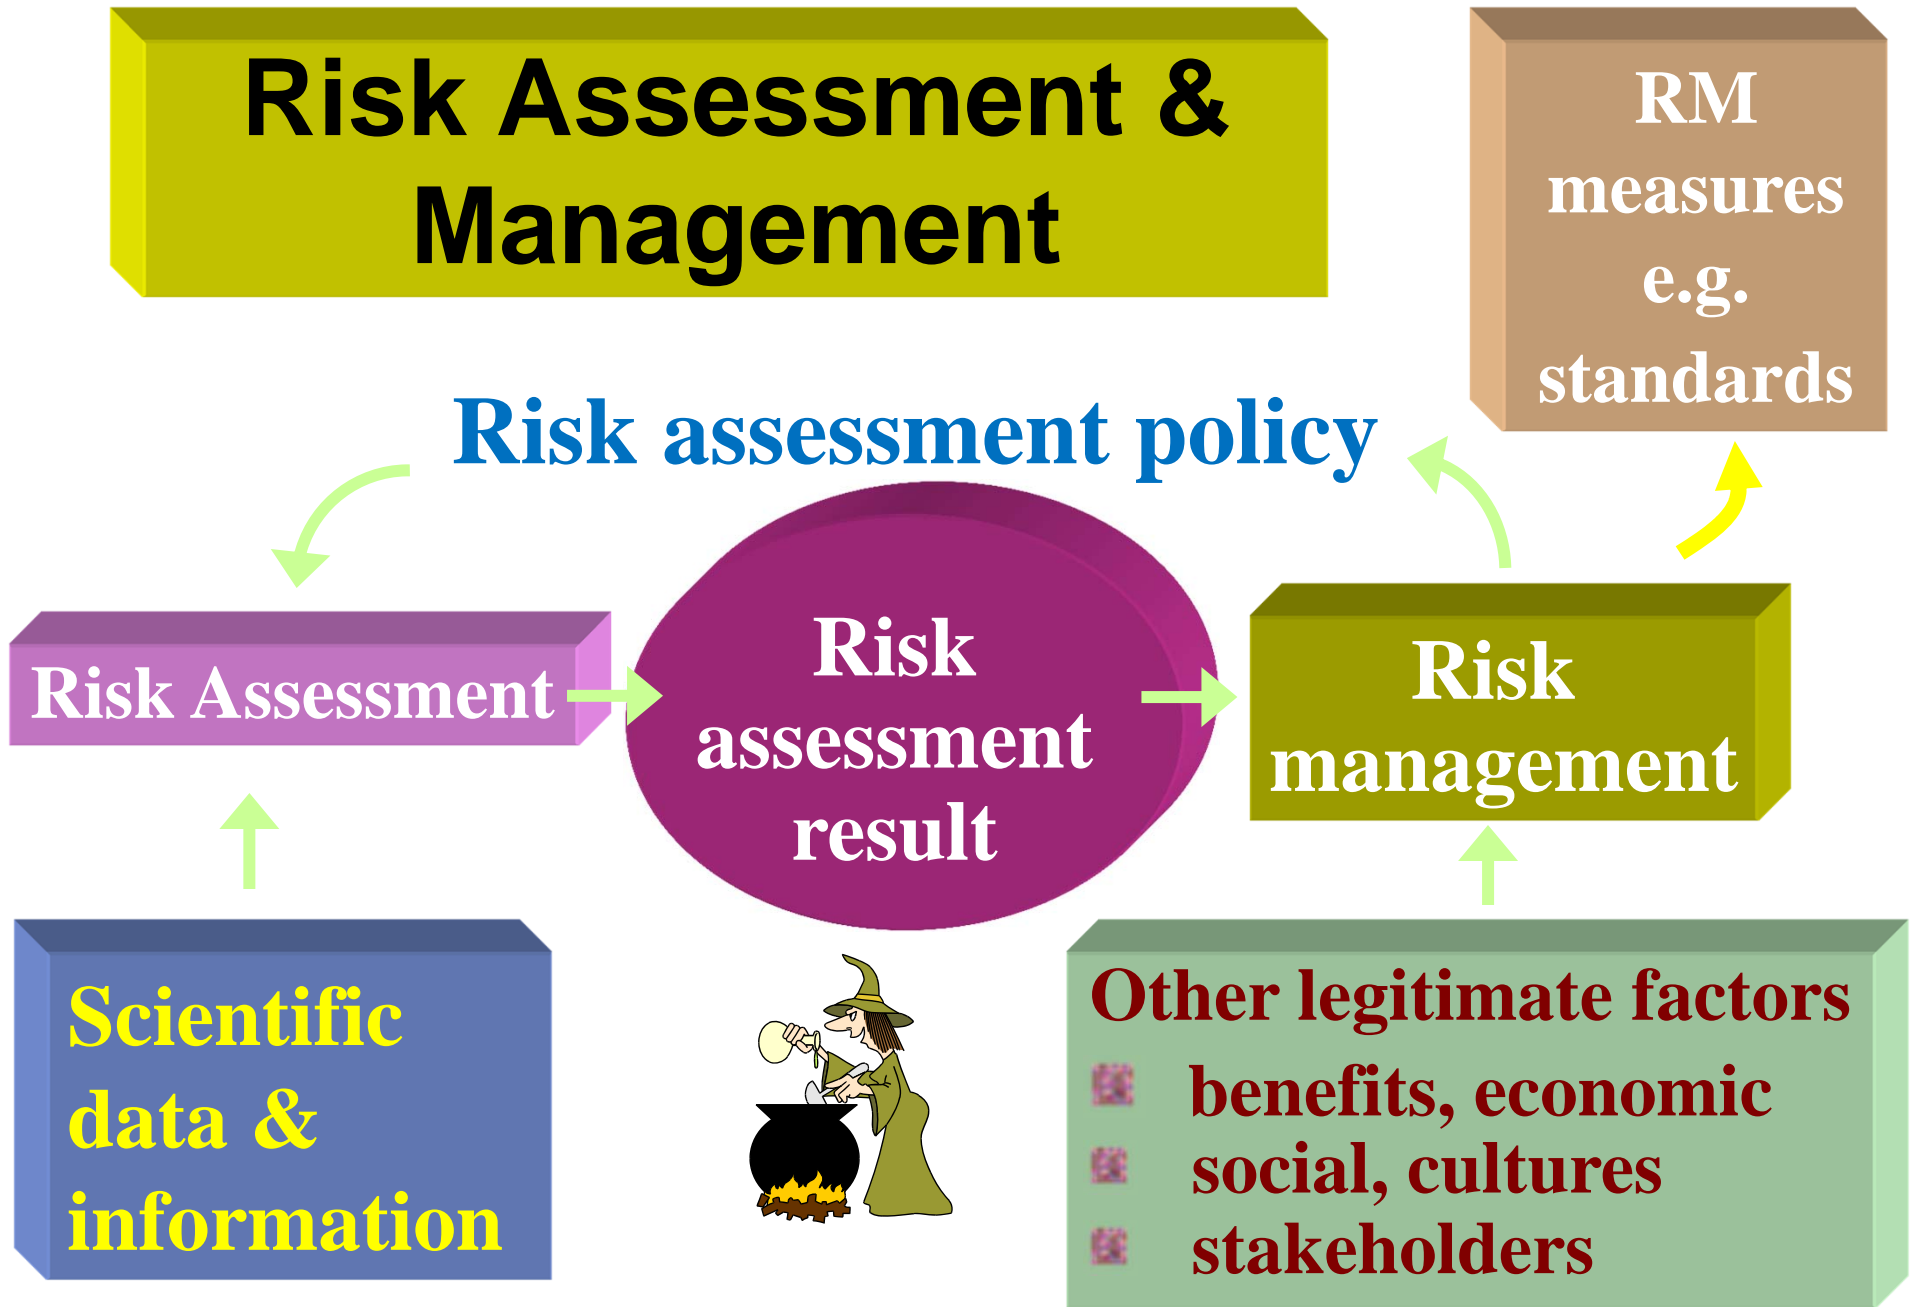 Risk Assessment &
Management
RM
measures
e.g.
standards
Risk assessment policy
Risk Assessment
Risk
assessment
result
Risk
management
Scientific
data &
information
Other legitimate factors
benefits, economic
social, cultures
stakeholders